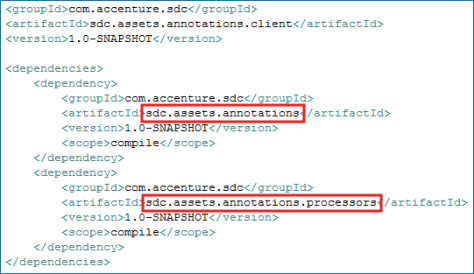 <groupId>com.accenture.sdc</groupId>
<artifactId>sdc.assets.annotations.client</artifactId>
<version>1.0-SNAPSHOT</version>
<dependencies>
<dependency>
<groupId>com.accenture.sdc</groupId>
<artifactId>sdc.assets.annotations</artifactId>
<version>1.0-SNAPSHOT</version>
<scope>compile</scope>
</dependency>
<dependency>
<groupId>com.accenture.sdc</groupId>
<artifactId>sdc.assets.annotations.processors</artifactId>
<version>1.0-SNAPSHOT</version>
<scope>compile</scope>
</dependency>
</dependencies>